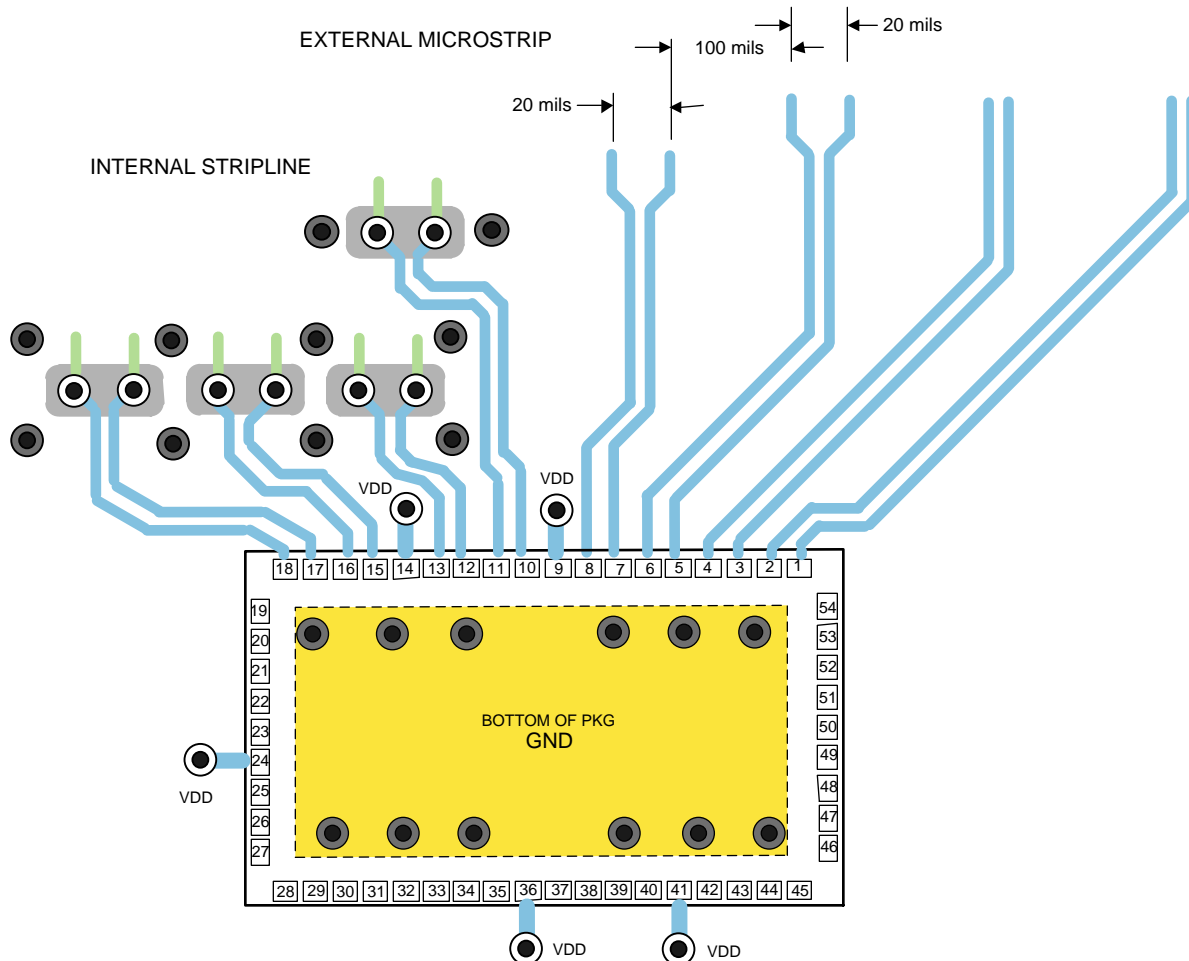 EXTERNAL MICROSTRIP
20 mils
100 mils
20 mils
INTERNAL STRIPLINE
VDD
VDD
18 17 16 15 14 13 12 11 10 9 8 7 6 5 4 3 2 1
19
20
21
22
23
24
25
26
27
54
53
52
51
50
49
48
47
46
BOTTOM OF PKG
GND
VDD
28 29 30 31 32 33 34 35 36 37 38 39 40 41 42 43 44 45
VDD
VDD